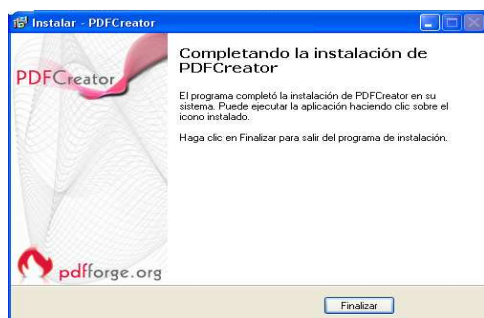 Instalar - PDFCreator
PDFCreator
Completando la instalación de
PDFCreator
El programa completó la instalación de PDFCreator en su
sistema. Puede ejecutar la aplicación haciendo clic sobre el
icono instalado.
Haga clic en Finalizar para salir del programa de instalación.
pdfforge.org
Finalizar